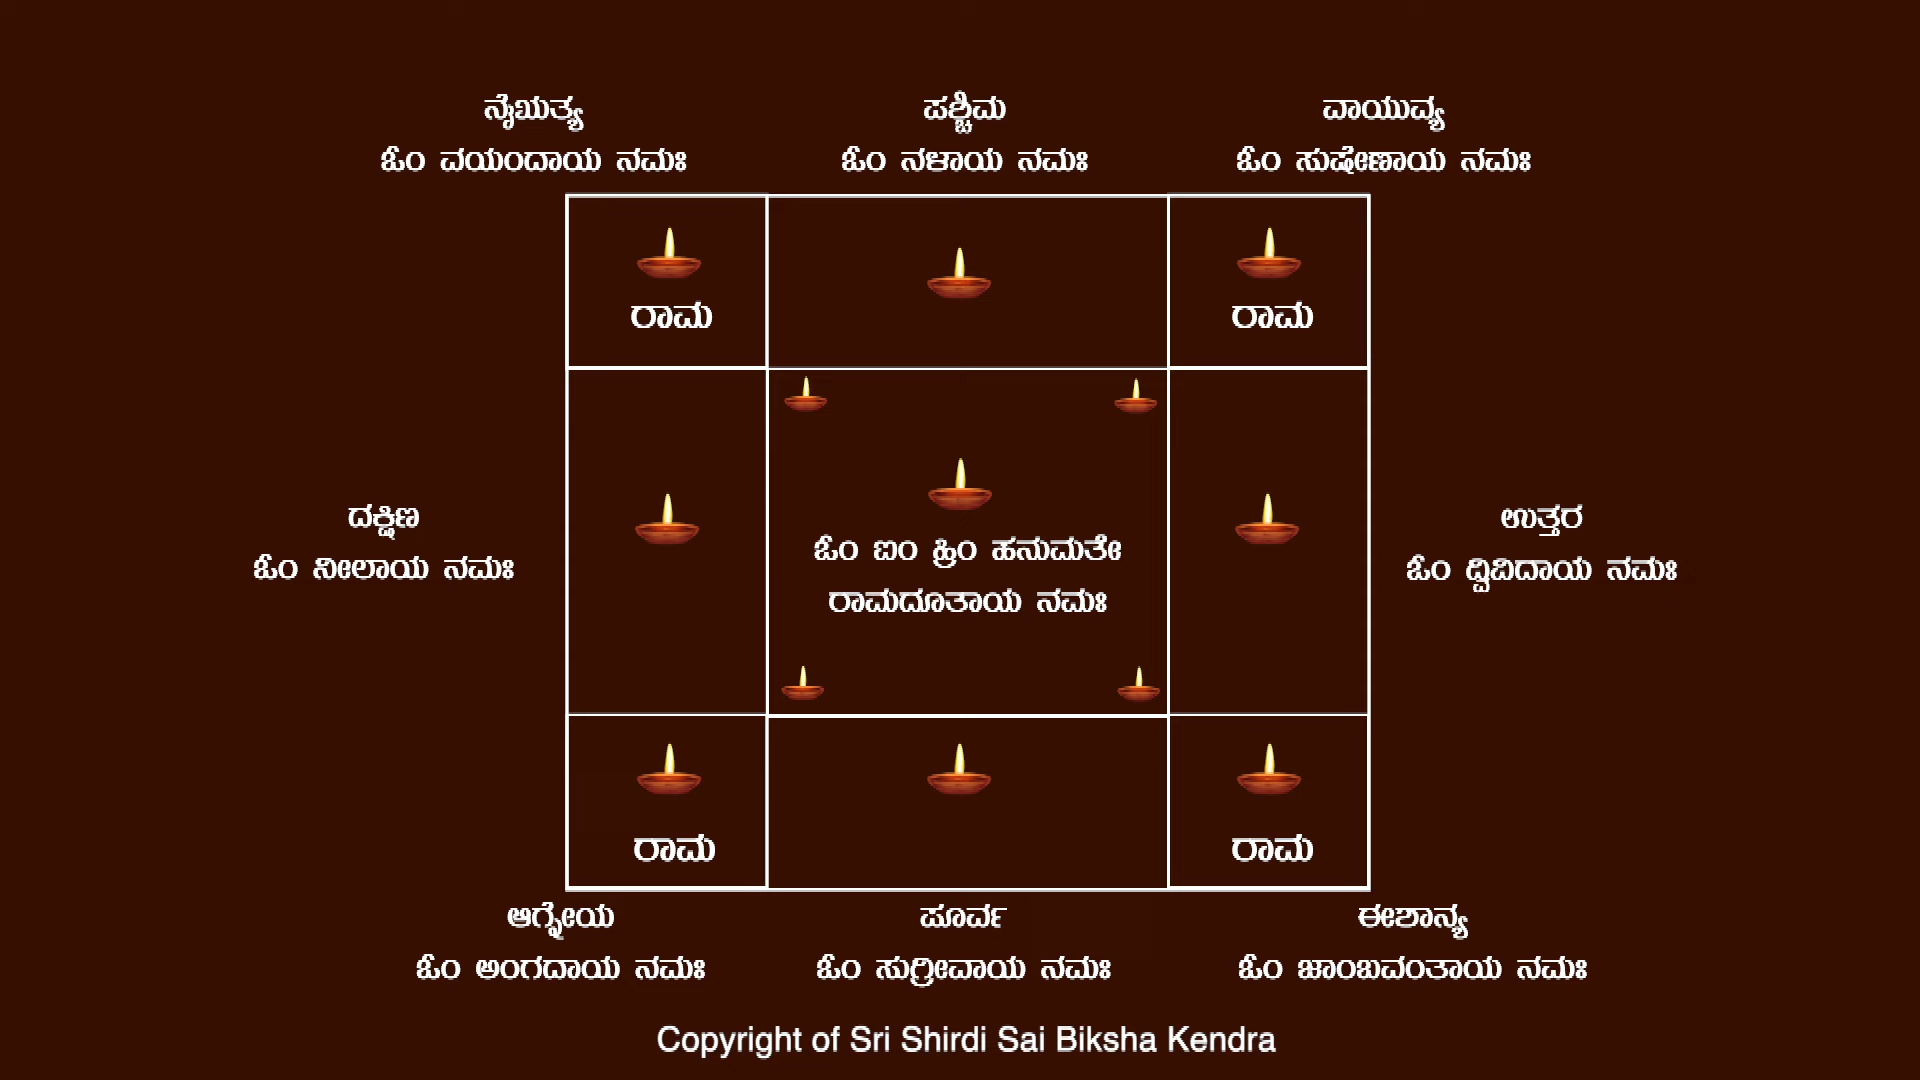 ನೈಋತ್ಯ
ಓಂ ವಯಂದಾಯ ನಮಃ
ಪಶ್ಚಿಮ
ಓಂ ನಳಾಯ ನಮಃ
ವಾಯುವ್ಯ
ಓಂ ಸುಷೇಣಾಯ ನಮಃ
ರಾಮ
ರಾಮ
ದಕ್ಷಿಣ
ಓಂ ನೀಲಾಯ ನಮಃ
ಓಂ ಐಂ ಹ್ರಿಂ ಹನುಮತೇ
ರಾಮದೂತಾಯ ನಮಃ
ಉತ್ತರ
ಓಂ ದ್ವಿವಿದಾಯ ನಮಃ
ರಾಮ
ರಾಮ
ಆಗ್ನೇಯ
ಓಂ ಅಂಗದಾಯ ನಮಃ
ಪೂರ್ವ
ಓಂ ಸುಗ್ರೀವಾಯ ನಮಃ
ಈಶಾನ್ಯ
ಓಂ ಜಾಂಬವಂತಾಯ ನಮಃ
Copyright of Sri Shirdi Sai Biksha Kendra